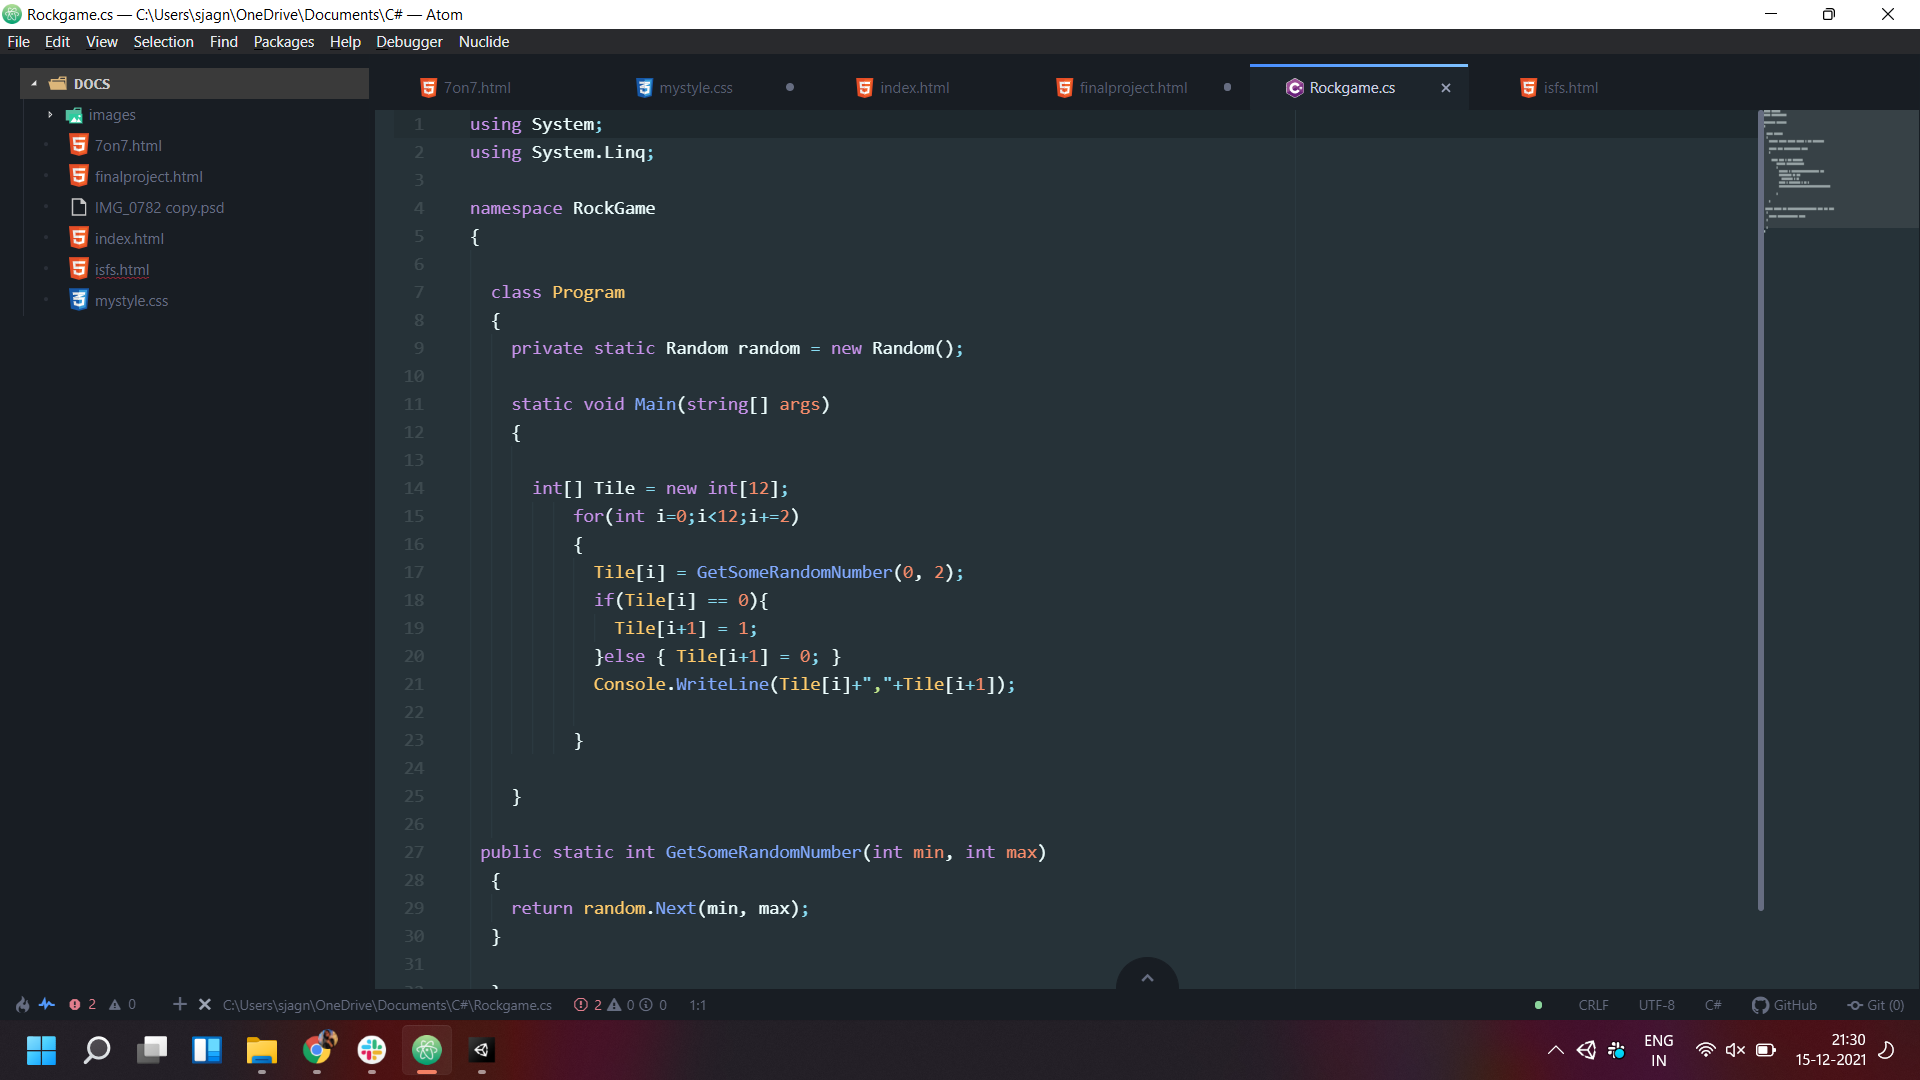 Rockgame.cs — C:\Users\sjagn\OneDrive\Documents\C# — Atom
File Edit View Selection Find Packages Help Debugger Nuclide
DOCS
images
7on7.html
finalproject.html
IMG_0782 copy.psd
index.html
isfs.html
mystyle.css
7on7.html mystyle.css index.html finalproject.html Rockgame.cs isfs.html
1 using System;
2 using System.Linq;
3
4 namespace RockGame
5 {
6
7 class Program
8 {
9 private static Random random = new Random();
10
11 static void Main(string[] args)
12 {
13
14 int[] Tile = new int[12];
15 for(int i=0;i<12;i+=2)
16 {
17 Tile[i] = GetSomeRandomNumber(0, 2);
18 if(Tile[i] == 0){
19 Tile[i+1] = 1;
20 }else { Tile[i+1] = 0; }
21 Console.WriteLine(Tile[i]+","+Tile[i+1]);
22
23 }
24
25 }
26
27 public static int GetSomeRandomNumber(int min, int max)
28 {
29 return random.Next(min, max);
30 }
31
2 0 C:\Users\sjagn\OneDrive\Documents\C#\Rockgame.cs 2 0 0 1:1 CRLF UTF-8 C# GitHub Git (0)
ENG
IN
21:30
15-12-2021